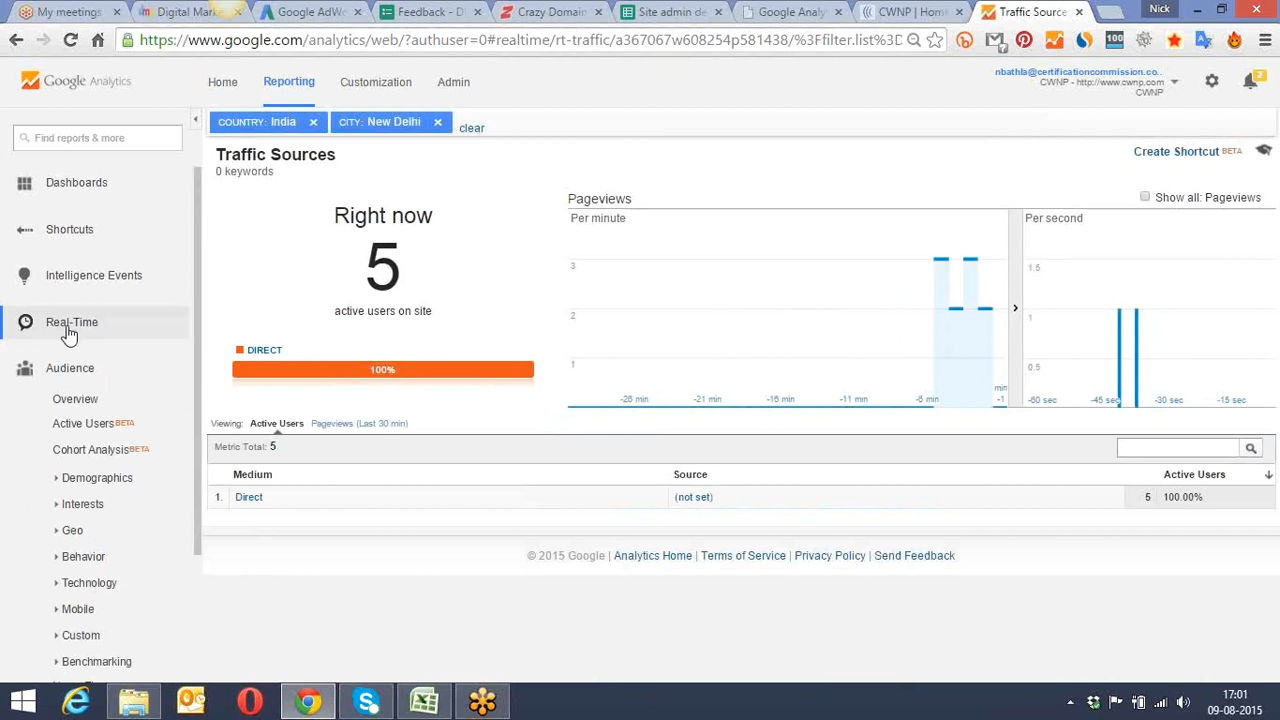 My meetings
Digital Mark
Google AdWo
Feedback - D
Crazy Domain
Site admin de
Google Analy
CWNP | Home
Traffic Source
Nick
https://www.google.com/analytics/web/?authuser=0#realtime/rt-traffic/a367067w608254p581438/%3Ffilter.list%3D
100
Google Analytics
Home
Reporting
Customization
Admin
nbathla@certificationcommission.co...
CWNP - http://www.cwnp.com
CWNP
2
Find reports & more
COUNTRY: India
CITY: New Delhi
clear
Dashboards
Shortcuts
Intelligence Events
Real-Time
Audience
Overview
Active Users BETA
Cohort Analysis BETA
Demographics
Interests
Geo
Behavior
Technology
Mobile
Custom
Benchmarking
Traffic Sources
0 keywords
Create Shortcut BETA
Right now
5
active users on site
DIRECT
100%
Pageviews
Show all: Pageviews
Per minute
Per second
3
2
1
1.5
1
0.5
-26 min
-21 min
-16 min
-11 min
-6 min
min
-1
-60 sec
-45 sec
-30 sec
-15 sec
Viewing: Active Users Pageviews (Last 30 min)
Metric Total: 5
Medium Source Active Users
1. Direct (not set) 5 100.00%
© 2015 Google | Analytics Home | Terms of Service | Privacy Policy | Send Feedback
17:01
09-08-2015